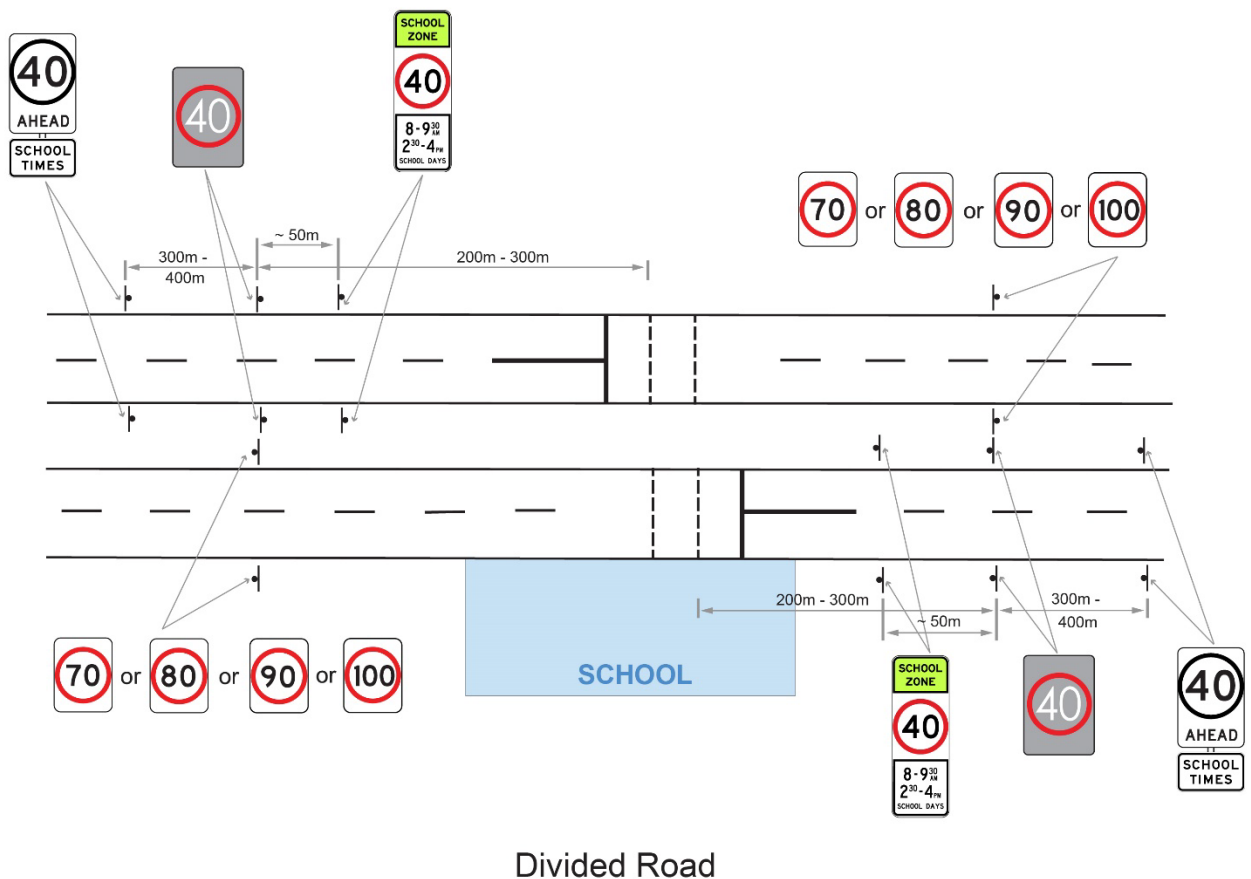 SCHOOL
ZONE
40
8-9³⁰ AM
2³⁰-4PM
SCHOOL DAYS
40
AHEAD
SCHOOL
TIMES
40
70 or 80 or 90 or 100
~ 50m
300m -
400m
200m - 300m
200m - 300m
300m -
400m
~ 50m
70 or 80 or 90 or 100
SCHOOL
SCHOOL
ZONE
40
8-9³⁰ AM
2³⁰-4PM
SCHOOL DAYS
40
40
AHEAD
SCHOOL
TIMES
Divided Road